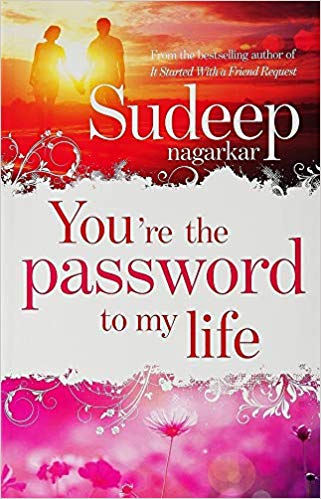 From the bestselling author of
It Started With a Friend Request
Sudeep
nagarkar
You're the
password
to my
life